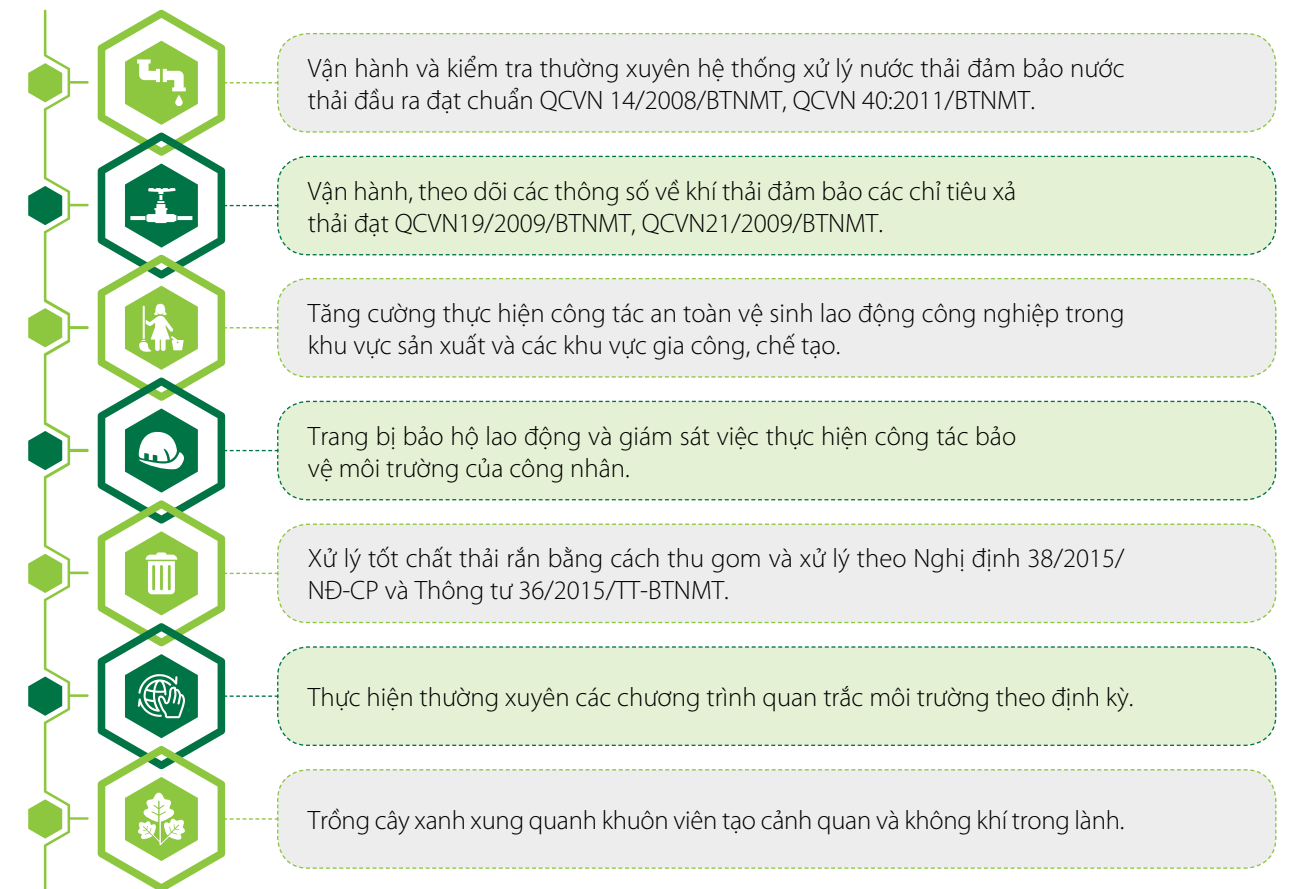 Vận hành và kiểm tra thường xuyên hệ thống xử lý nước thải đảm bảo nước
thải đầu ra đạt chuẩn QCVN 14/2008/BTNMT, QCVN 40:2011/BTNMT.
Vận hành, theo dõi các thông số về khí thải đảm bảo các chỉ tiêu xả
thải đạt QCVN19/2009/BTNMT, QCVN21/2009/BTNMT.
Tăng cường thực hiện công tác an toàn vệ sinh lao động công nghiệp trong
khu vực sản xuất và các khu vực gia công, chế tạo.
Trang bị bảo hộ lao động và giám sát việc thực hiện công tác bảo
vệ môi trường của công nhân.
Xử lý tốt chất thải rắn bằng cách thu gom và xử lý theo Nghị định 38/2015/
NĐ-CP và Thông tư 36/2015/TT-BTNMT.
Thực hiện thường xuyên các chương trình quan trắc môi trường theo định kỳ.
Trồng cây xanh xung quanh khuôn viên tạo cảnh quan và không khí trong lành.